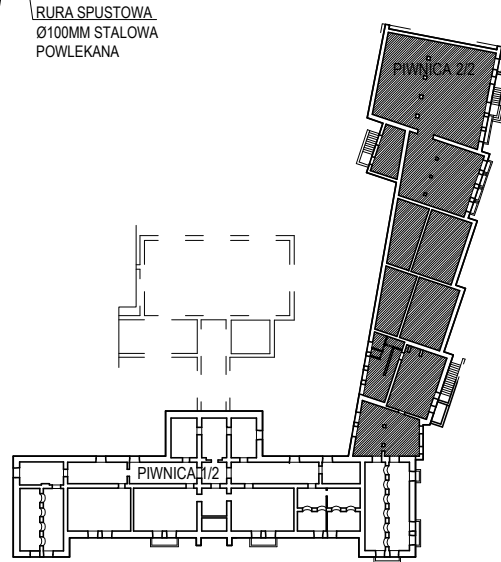 RURA SPUSTOWA
Ø100MM STALOWA
POWLEKANA
PIWNICA 2/2
PIWNICA 1/2